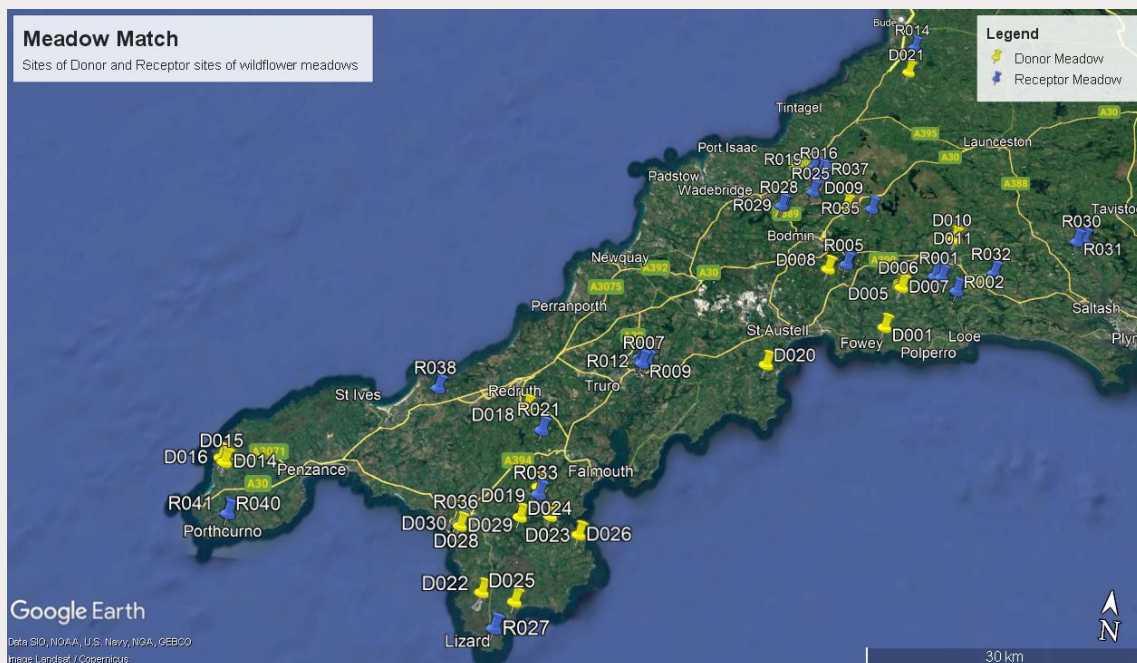 Meadow Match
Sites of Donor and Receptor sites of wildflower meadows
Legend
Donor Meadow
Receptor Meadow
Bude
R014
D021
Tintagel
A30
A395
Launceston
A30
Port Isaac
R019
R016
R037
R025
Padstow
Wadebridge
R028
D009
A388
R029
R035
A389
Tavisto
D010
R030
Bodmin
D011
R031
R005
R032
Newquay
A392
A30
D008
D006
R001
A3075
D005
D007
R002
Perranporth
Saltash
St Austell
D001
Looe
Fowey
Polperro
R007
R012
R009
D020
R038
Truro
St Ives
Redruth
D018
R021
D015
D016
D014
A3071
Penzance
A394
R033
Falmouth
A30
R041
R040
R036
D019
D024
Porthcurno
D030
D029
D023
D026
D028
D022
D025
Lizard
R027
Google Earth
Data SIO, NOAA, U.S. Navy, NGA, GEBCO
Image Landsat / Copernicus
N
30 km